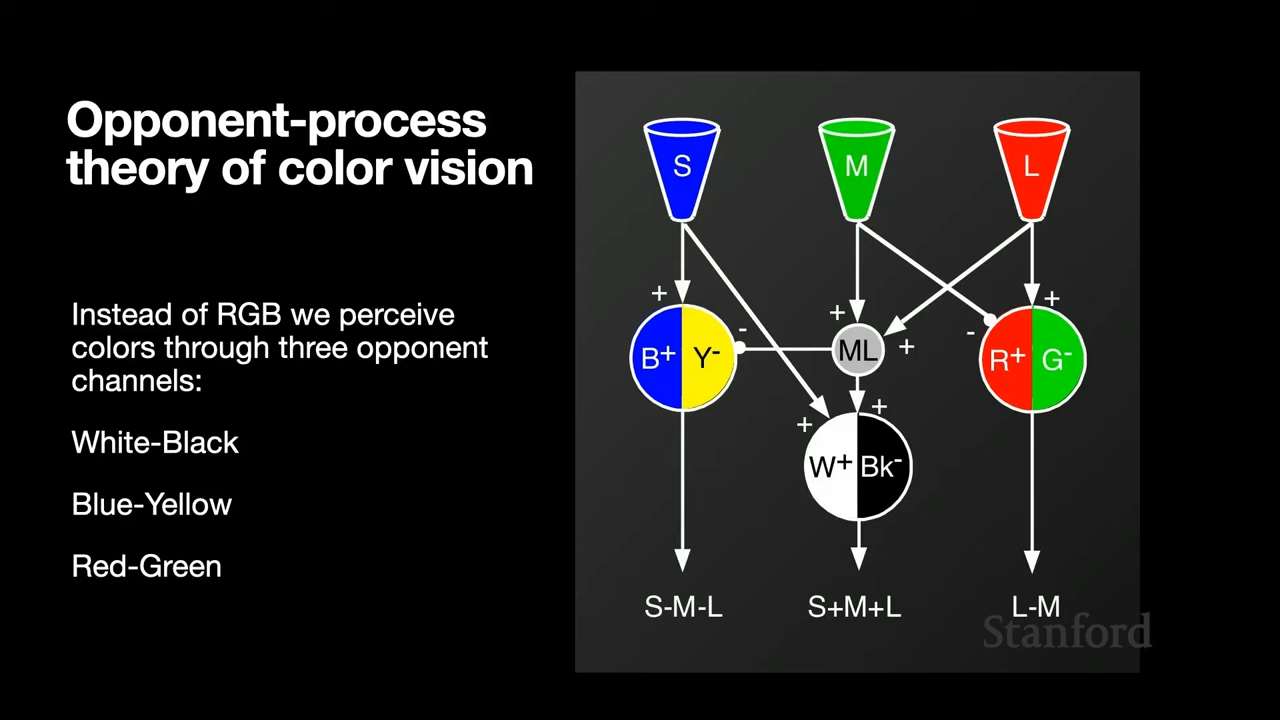 Opponent-process
theory of color vision
Instead of RGB we perceive
colors through three opponent
channels:
White-Black
Blue-Yellow
Red-Green
S
M
L
+
+
+
B+ Y-
-
ML
+
-
R+ G-
+
+
W+ Bk-
S-M-L
S+M+L
L-M
Stanford